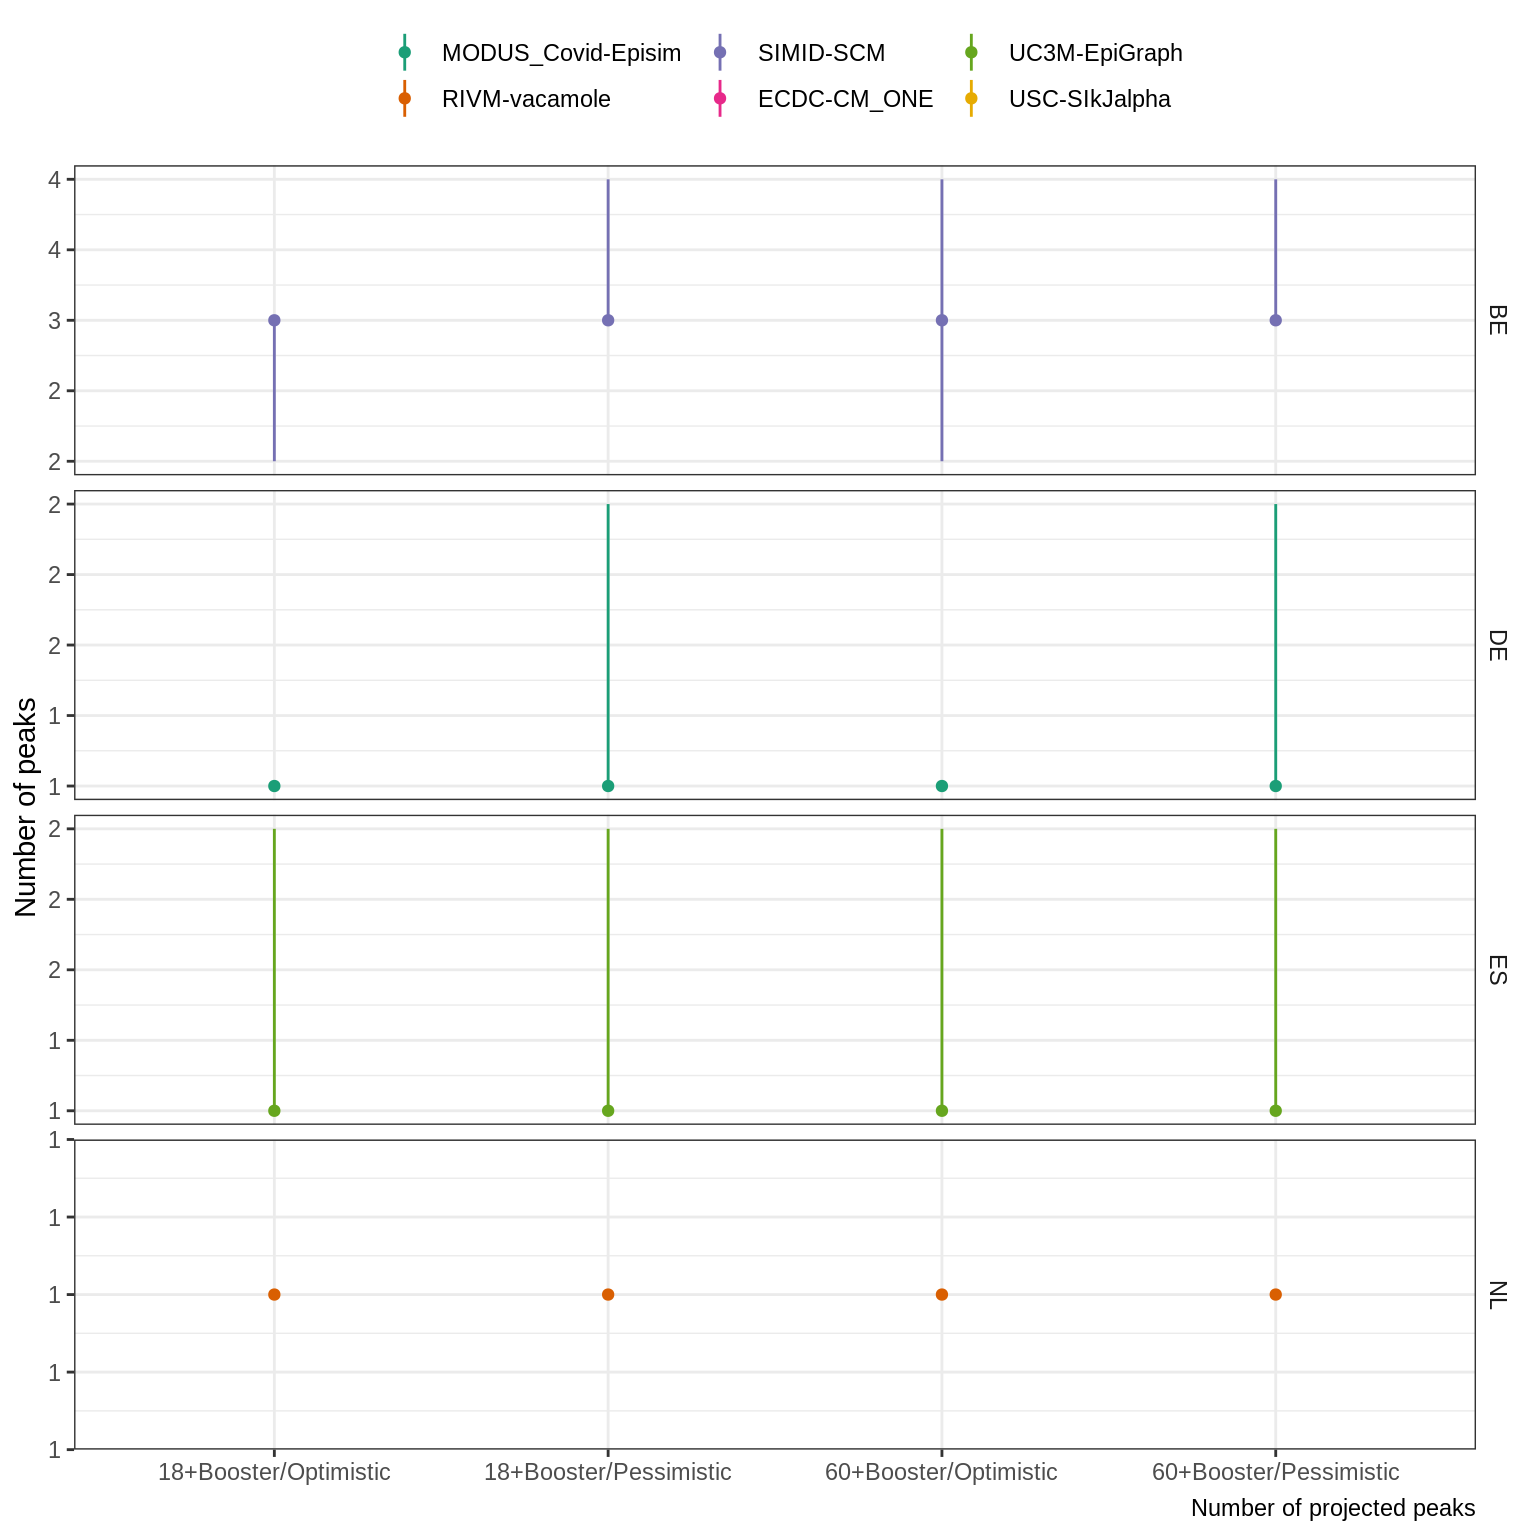 MODUS_Covid-Episim SIMID-SCM UC3M-EpiGraph
RIVM-vacamole ECDC-CM_ONE USC-SIkJalpha
Number of peaks
4
4
3
2
2
BE
2
2
2
1
1
DE
2
2
2
1
1
ES
1
1
1
1
1
NL
18+Booster/Optimistic 18+Booster/Pessimistic 60+Booster/Optimistic 60+Booster/Pessimistic
Number of projected peaks